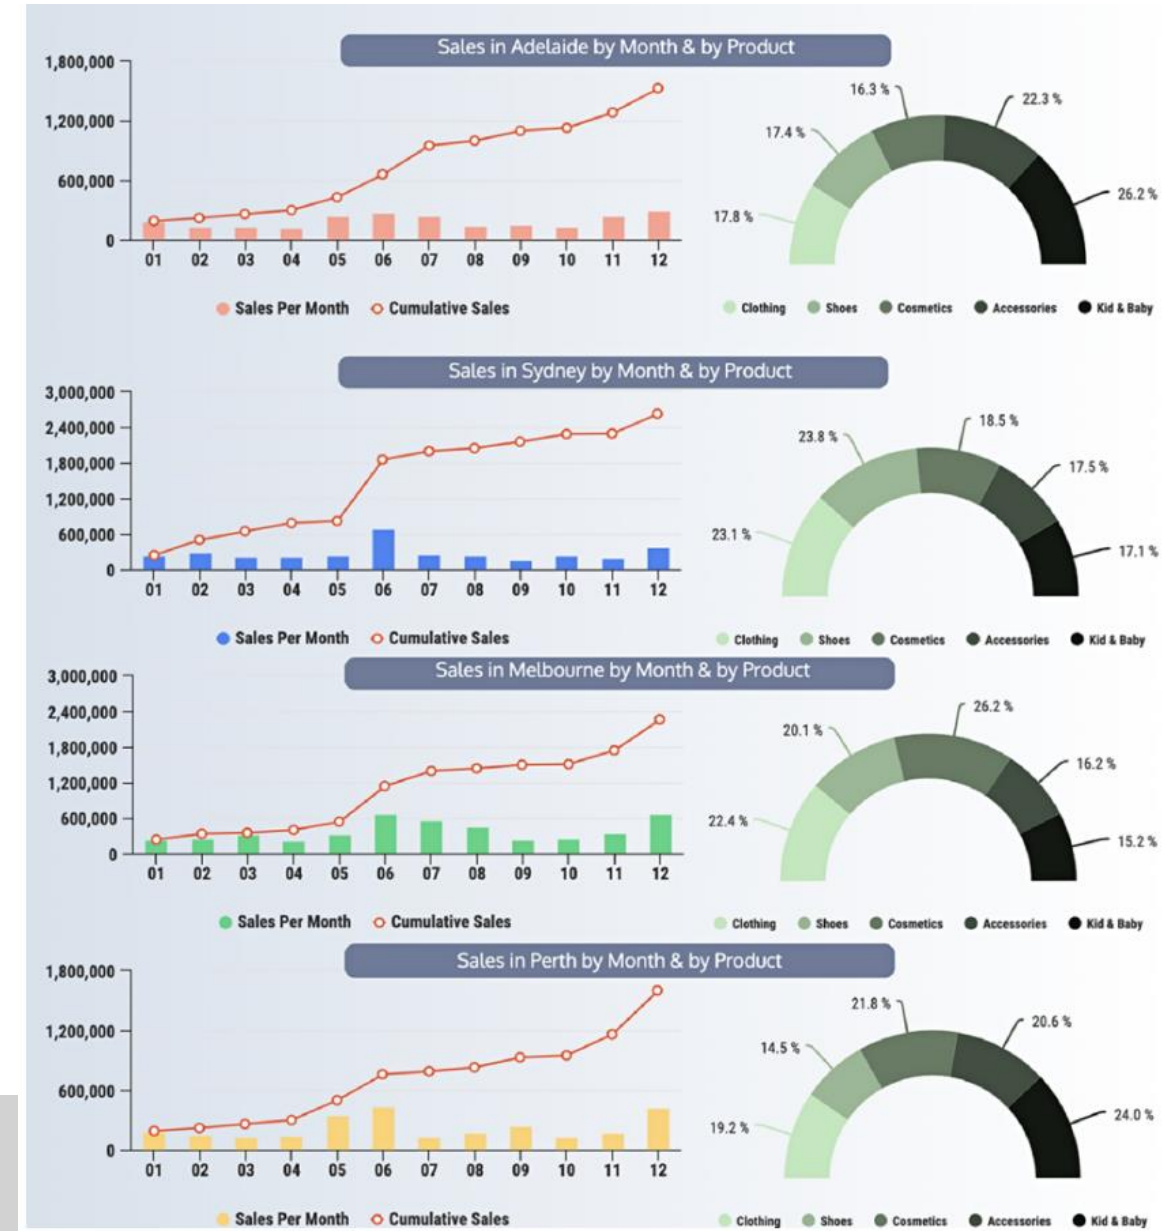 Sales in Adelaide by Month & by Product
1,800,000
1,200,000
600,000
0
01 02 03 04 05 06 07 08 09 10 11 12
Sales Per Month Cumulative Sales
16.3 %
22.3 %
17.4 %
26.2 %
17.8 %
Clothing Shoes Cosmetics Accessories Kid & Baby
Sales in Sydney by Month & by Product
3,000,000
2,400,000
1,800,000
1,200,000
600,000
0
01 02 03 04 05 06 07 08 09 10 11 12
Sales Per Month Cumulative Sales
18.5 %
23.8 %
17.5 %
23.1 %
17.1 %
Clothing Shoes Cosmetics Accessories Kid & Baby
Sales in Melbourne by Month & by Product
3,000,000
2,400,000
1,800,000
1,200,000
600,000
0
01 02 03 04 05 06 07 08 09 10 11 12
Sales Per Month Cumulative Sales
26.2 %
20.1 %
16.2 %
22.4 %
15.2 %
Clothing Shoes Cosmetics Accessories Kid & Baby
Sales in Perth by Month & by Product
1,800,000
1,200,000
600,000
0
01 02 03 04 05 06 07 08 09 10 11 12
Sales Per Month Cumulative Sales
21.8 %
20.6 %
14.5 %
24.0 %
19.2 %
Clothing Shoes Cosmetics Accessories Kid & Baby